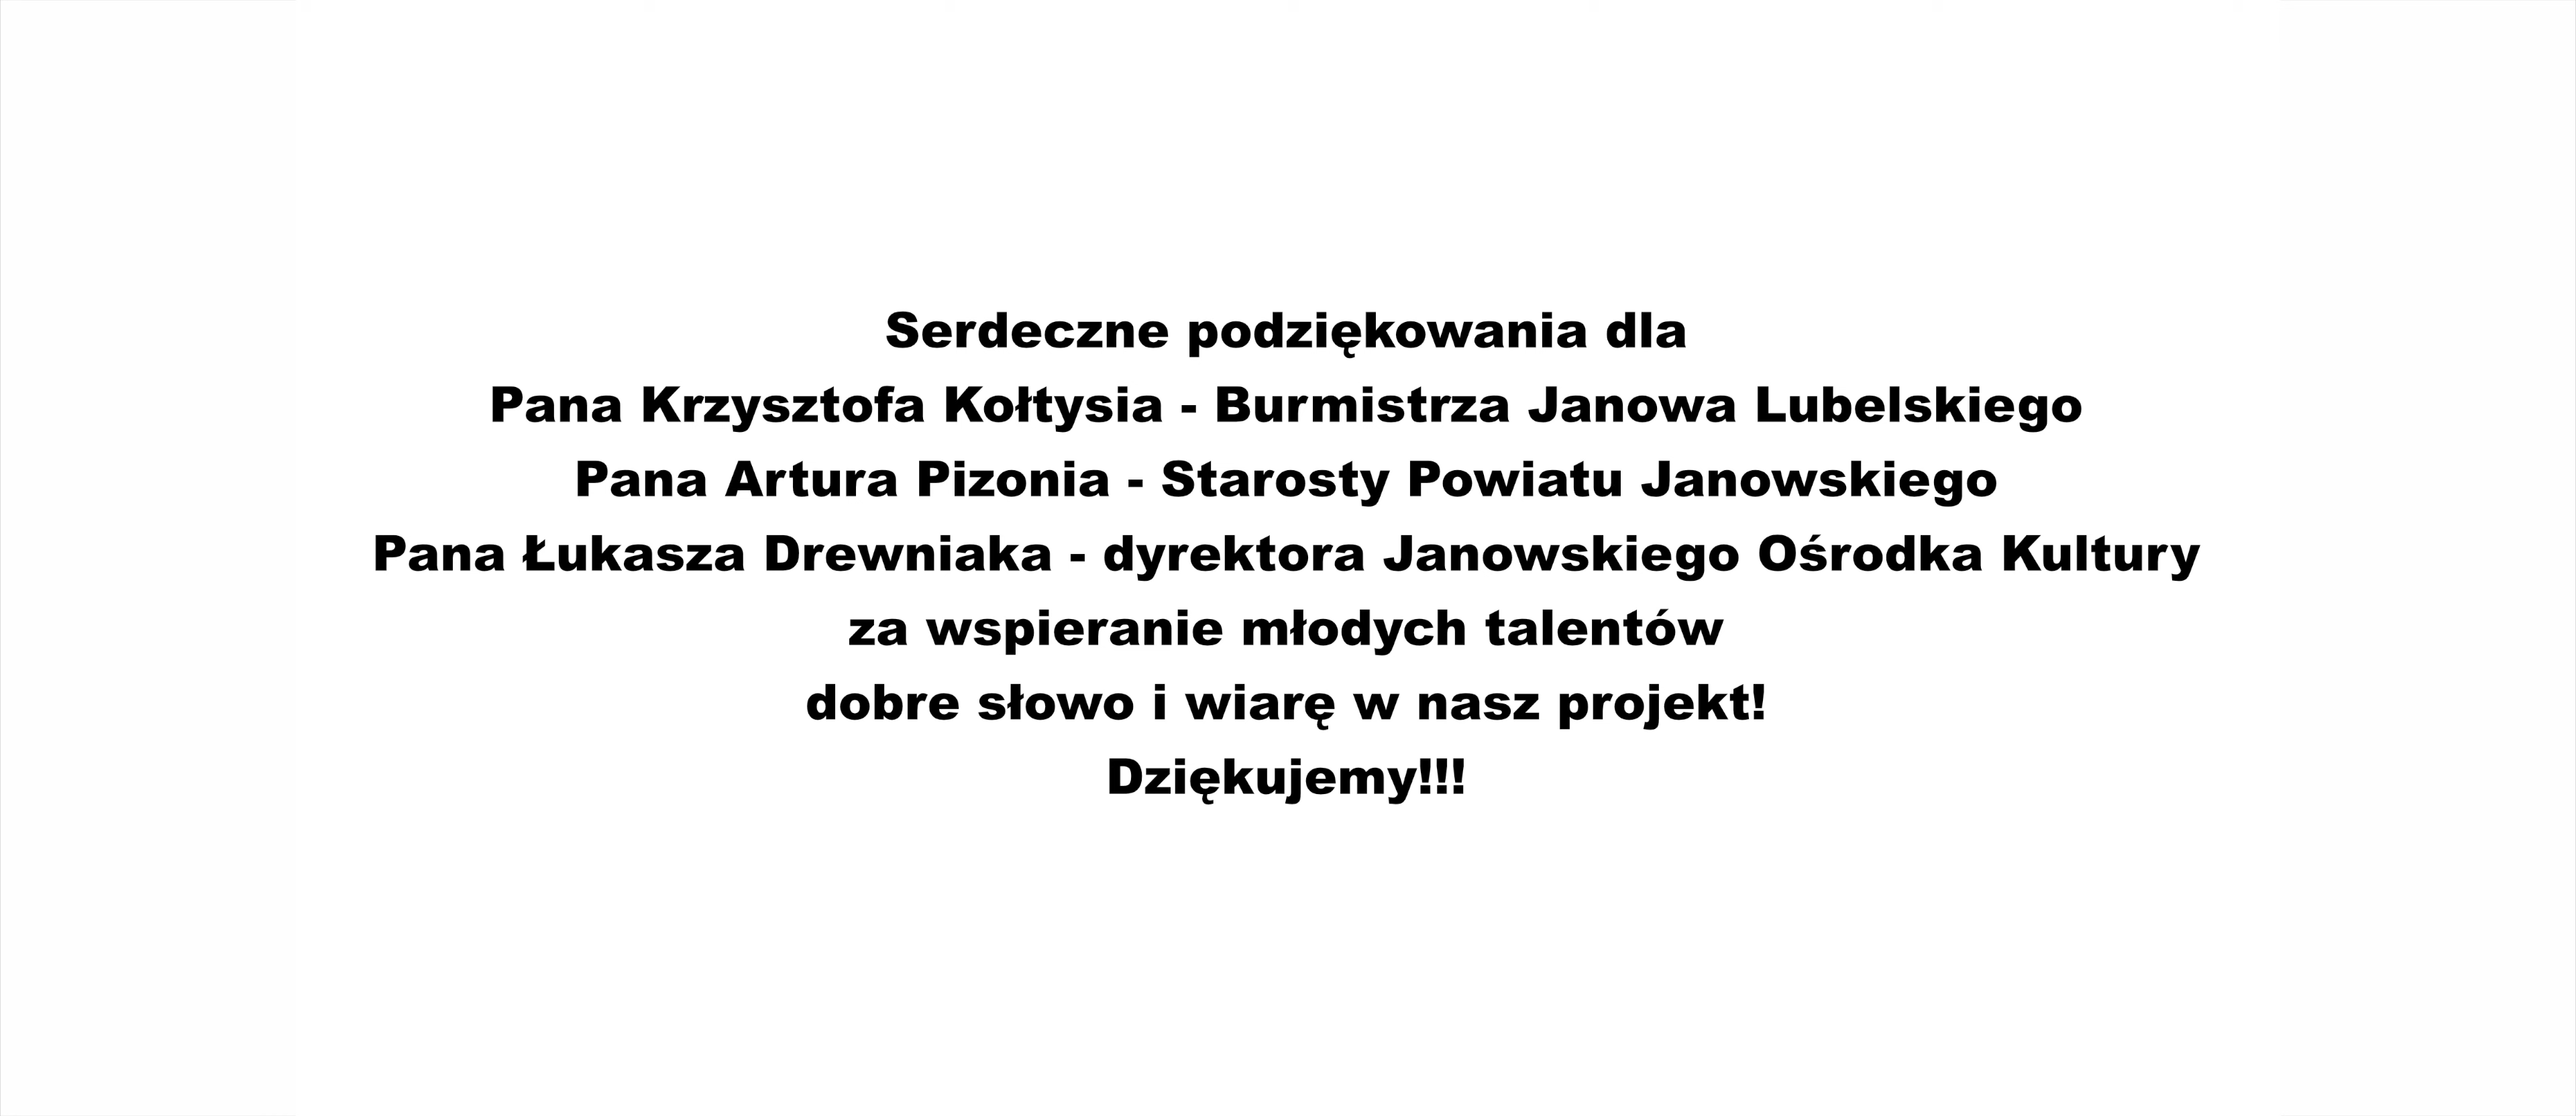 Serdeczne podziękowania dla
Pana Krzysztofa Kołtysia - Burmistrza Janowa Lubelskiego
Pana Artura Pizonia - Starosty Powiatu Janowskiego
Pana Łukasza Drewniaka - dyrektora Janowskiego Ośrodka Kultury
za wspieranie młodych talentów
dobre słowo i wiarę w nasz projekt!
Dziękujemy!!!